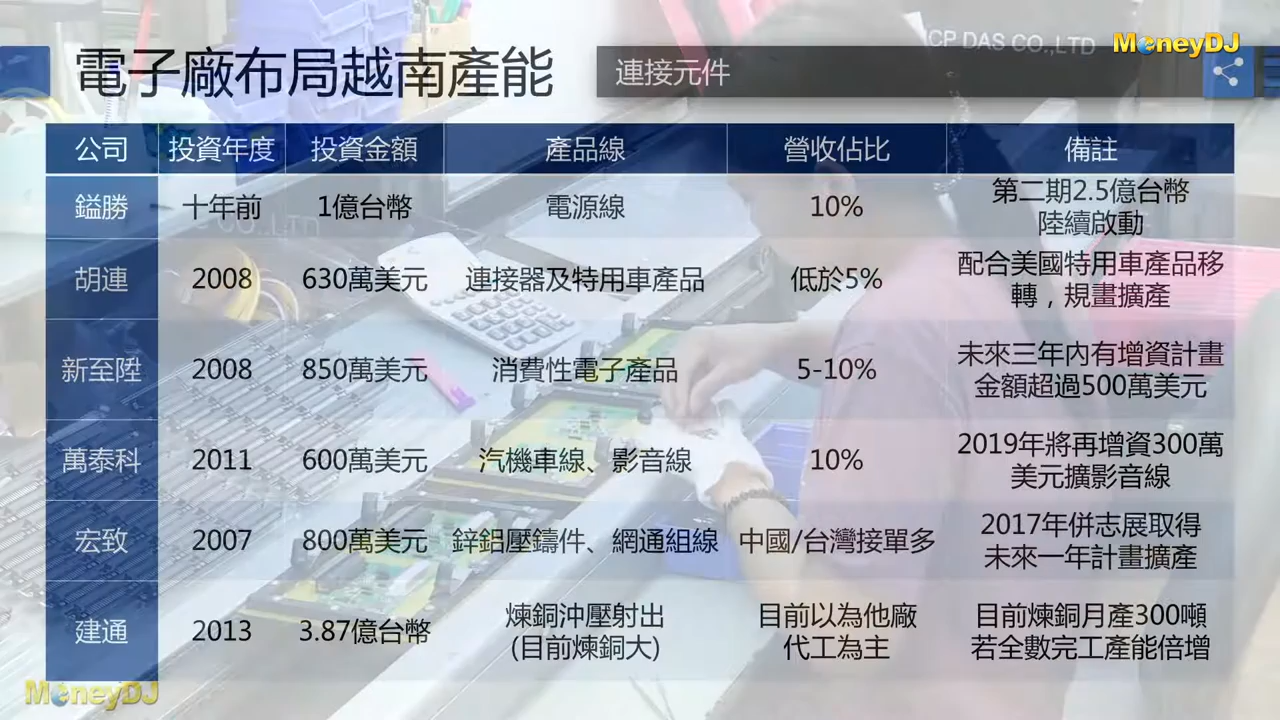 CP DAS CO.,LTD
MoneyDJ
電子廠布局越南產能
連接元件
公司 投資年度 投資金額 產品線 營收佔比 備註
鎰勝 十年前 1億台幣 電源線 10% 第二期2.5億台幣
陸續啟動
胡連 2008 630萬美元 連接器及特用車產品 低於5% 配合美國特用車產品移
轉,規畫擴產
新至陞 2008 850萬美元 消費性電子產品 5-10% 未來三年內有增資計畫
金額超過500萬美元
萬泰科 2011 600萬美元 汽機車線、影音線 10% 2019年將再增資300萬
美元擴影音線
宏致 2007 800萬美元 鋅鋁壓鑄件、網通組線 中國/台灣接單多 2017年併志展取得
未來一年計畫擴產
建通 2013 3.87億台幣 煉銅沖壓射出
(目前煉銅大) 目前以為他廠
代工為主 目前煉銅月產300噸
若全數完工產能倍增
MoneyDJ